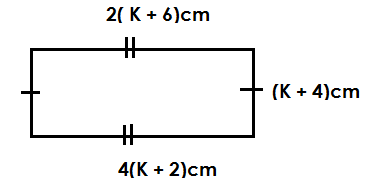 2( K + 6)cm
(K + 4)cm
4(K + 2)cm